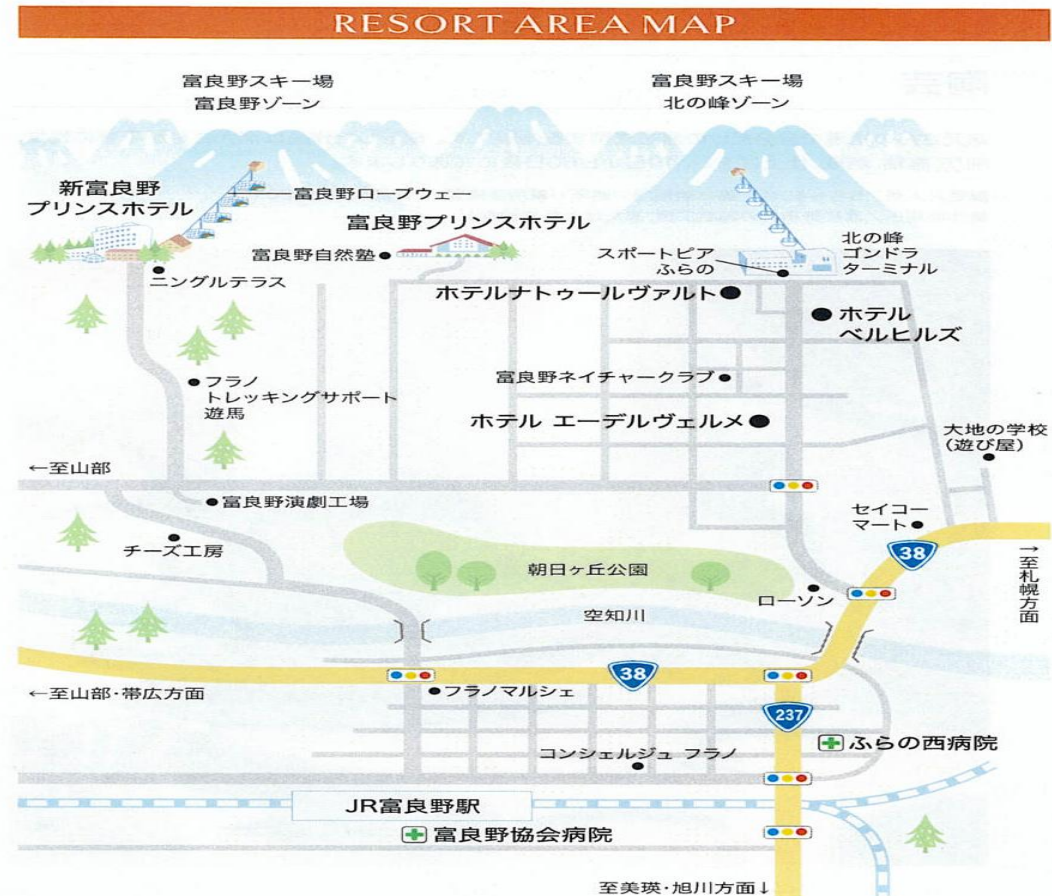 RESORT AREA MAP
富良野スキー場
富良野ゾーン
富良野スキー場
北の峰ゾーン
新富良野
プリンスホテル
富良野ロープウェー
富良野プリンスホテル
富良野自然塾
スポートピア
ふらの
北の峰
ゴンドラ
ターミナル
ニングルテラス
ホテルナトゥールヴァルト
ホテル
ベルヒルズ
フラノ
トレッキングサポート
遊馬
富良野ネイチャークラブ
ホテル エーデルヴェルメ
大地の学校
(遊び屋)
←至山部
富良野演劇工場
セイコー
マート
チーズ工房
38
朝日ヶ丘公園
→至札幌方面
ローソン
空知川
←至山部・帯広方面
38
フラノマルシェ
237
ふらの西病院
コンシェルジュ フラノ
JR富良野駅
富良野協会病院
至美瑛・旭川方面↓